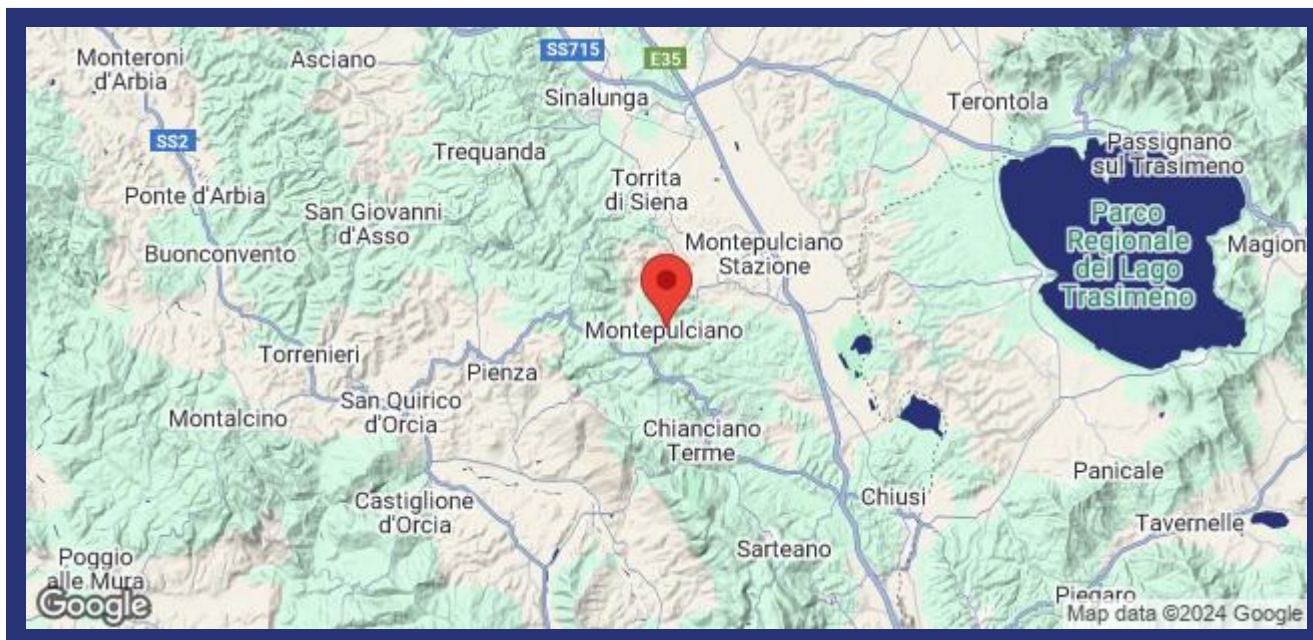 Monteroni
d'Arbia
Asciano
SS715
E35
Sinalunga
Terontola
SS2
Trequanda
Passignano
sul Trasimeno
Ponte d'Arbia
Torrita
di Siena
San Giovanni
d'Asso
Parco
Regionale
del Lago
Trasimeno
Buonconvento
Montepulciano
Stazione
Magion
Montepulciano
Torrenieri
Pienza
Montalcino
San Quirico
d'Orcia
Chianciano
Terme
Panicale
Castiglione
d'Orcia
Chiusi
Tavernelle
Sarteano
Poggio
alle Mura
Piegaro
Google
Map data ©2024 Google